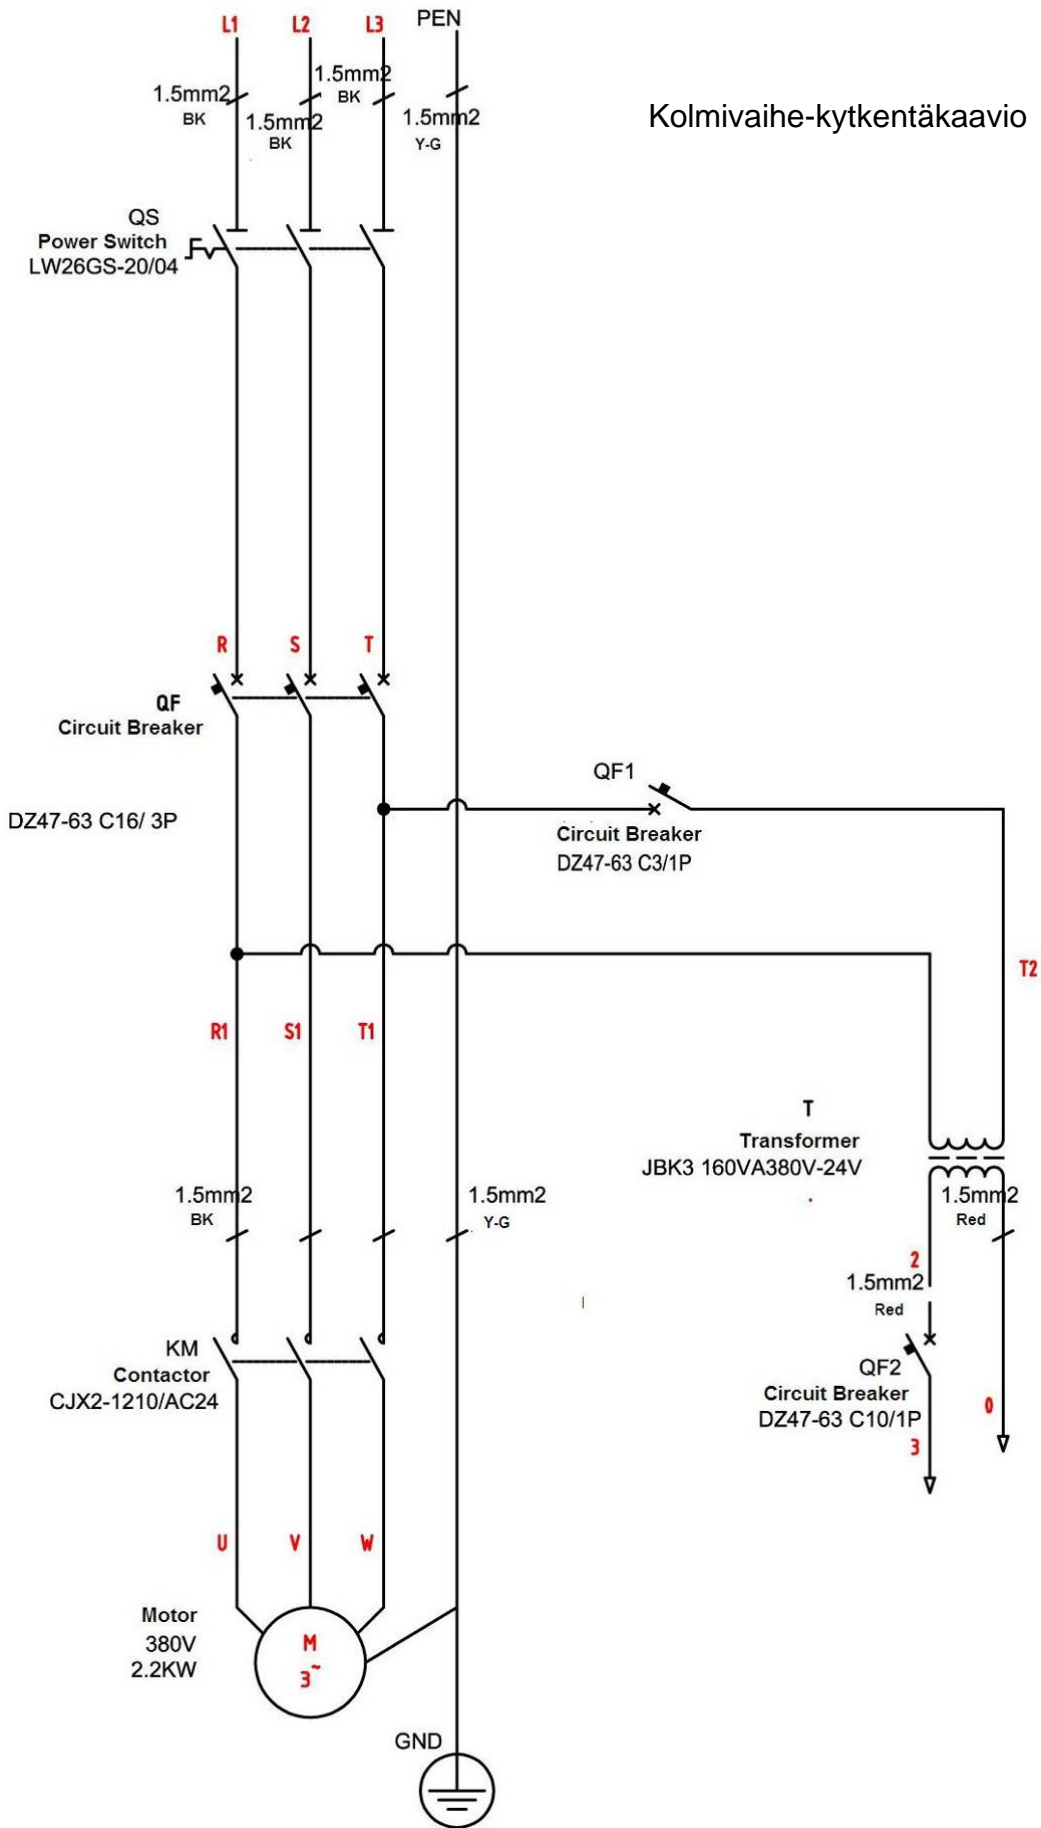 L1
L2
L3
PEN
1.5mm2
BK
1.5mm2
BK
1.5mm2
BK
1.5mm2
Y-G
Kolmivaihe-kytkentäkaavio
QS
Power Switch
LW26GS-20/04
R
S
T
QF
Circuit Breaker
DZ47-63 C16/ 3P
QF1
Circuit Breaker
DZ47-63 C3/1P
T2
R1
S1
T1
T
Transformer
JBK3 160VA380V-24V
1.5mm2
BK
1.5mm2
Y-G
1.5mm2
Red
2
1.5mm2
Red
KM
Contactor
CJX2-1210/AC24
QF2
Circuit Breaker
DZ47-63 C10/1P
0
3
U
V
W
Motor
380V
2.2KW
M
3~
GND